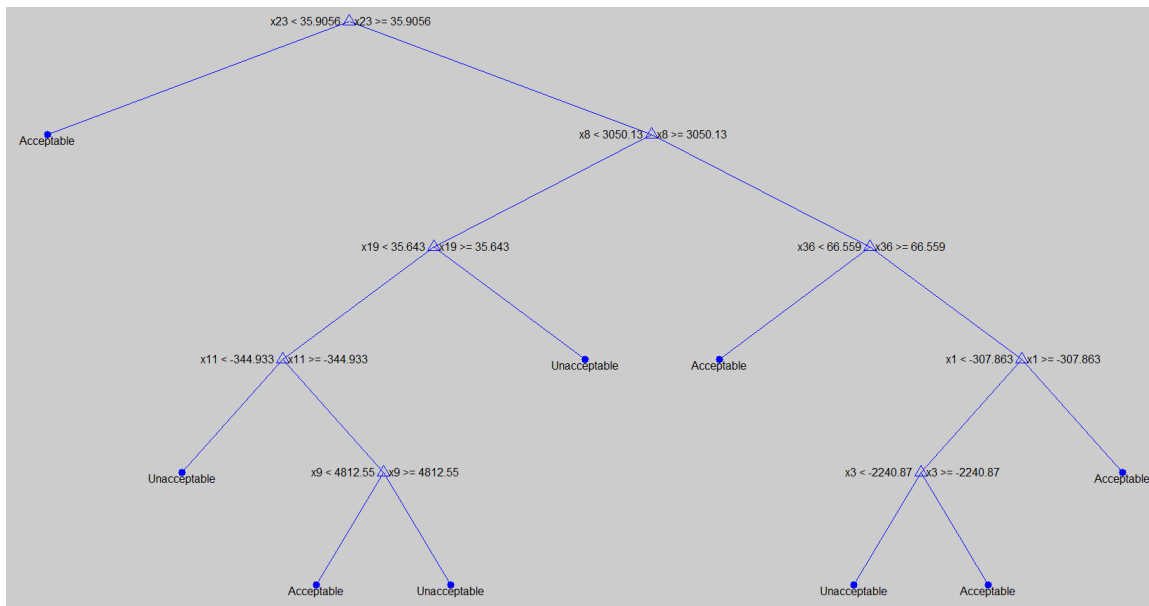 x23 < 35.9056 x23 >= 35.9056
Acceptable
x8 < 3050.13 x8 >= 3050.13
x19 < 35.643 x19 >= 35.643
x36 < 66.559 x36 >= 66.559
x11 < -344.933 x11 >= -344.933
Unacceptable
Acceptable
x1 < -307.863 x1 >= -307.863
Unacceptable
x9 < 4812.55 x9 >= 4812.55
x3 < -2240.87 x3 >= -2240.87
Acceptable
Acceptable
Unacceptable
Unacceptable
Acceptable